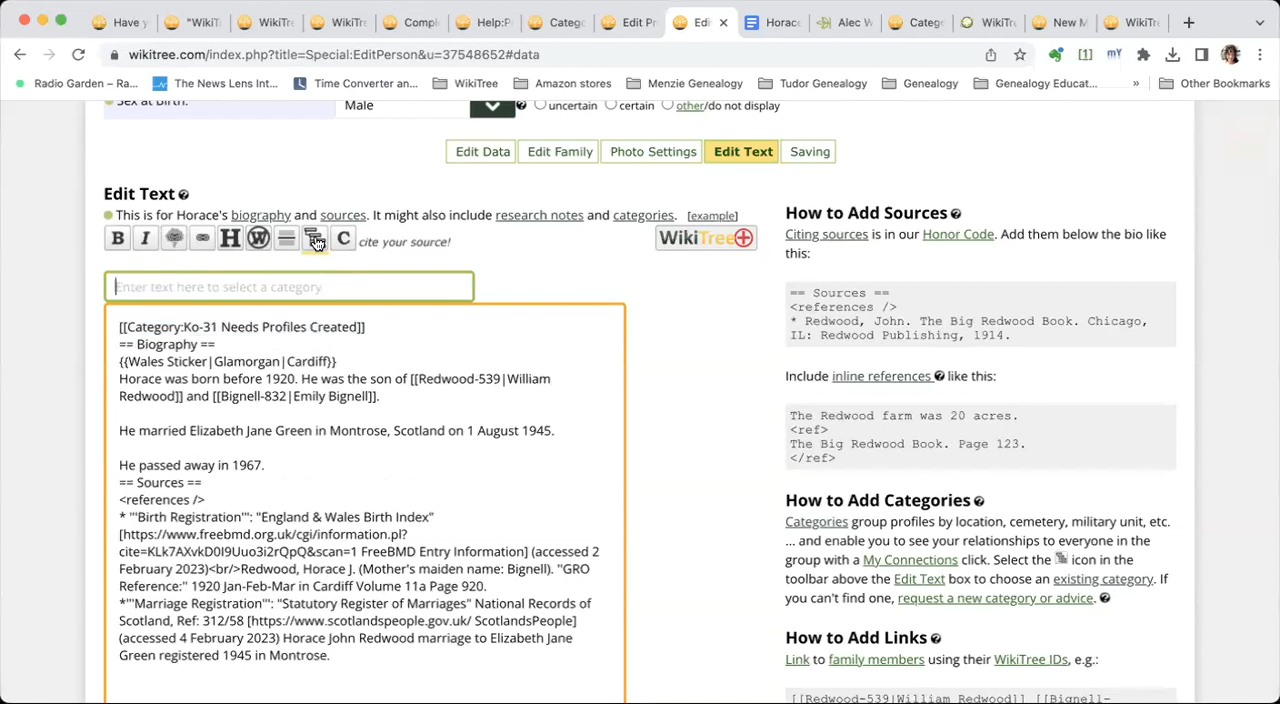 Have y
"WikiT
WikiTre
WikiTr
Compl
Help:P
Catego
Edit Pr
Edi
Horace
Alec W
Catego
WikiTr
New M
WikiTr
wikitree.com/index.php?title=Special:EditPerson&u=37548652#data
Radio Garden – Ra...
The News Lens Int...
Time Converter an...
WikiTree
Amazon stores
Menzie Genealogy
Tudor Genealogy
Genealogy
Genealogy Educat...
»
Other Bookmarks
Sex at Birth:
Male
uncertain
certain
other/do not display
Edit Data
Edit Family
Photo Settings
Edit Text
Saving
Edit Text
This is for Horace's biography and sources. It might also include research notes and categories. [example]
B I H W C cite your source!
WikiTree+
Enter text here to select a category
[[Category:Ko-31 Needs Profiles Created]]
== Biography ==
{{Wales Sticker|Glamorgan|Cardiff}}
Horace was born before 1920. He was the son of [[Redwood-539|William
Redwood]] and [[Bignell-832|Emily Bignell]].
He married Elizabeth Jane Green in Montrose, Scotland on 1 August 1945.
He passed away in 1967.
== Sources ==
<references />
* '''Birth Registration''': "England & Wales Birth Index"
[https://www.freebmd.org.uk/cgi/information.pl?
cite=KLk7AXvkD0I9Uuo3i2rQpQ&scan=1 FreeBMD Entry Information] (accessed 2
February 2023)<br/>Redwood, Horace J. (Mother's maiden name: Bignell). ''GRO
Reference:'' 1920 Jan-Feb-Mar in Cardiff Volume 11a Page 920.
*'''Marriage Registration''': "Statutory Register of Marriages" National Records of
Scotland, Ref: 312/58 [https://www.scotlandspeople.gov.uk/ ScotlandsPeople]
(accessed 4 February 2023) Horace John Redwood marriage to Elizabeth Jane
Green registered 1945 in Montrose.
How to Add Sources
Citing sources is in our Honor Code. Add them below the bio like
this:
== Sources ==
<references />
* Redwood, John. The Big Redwood Book. Chicago,
IL: Redwood Publishing, 1914.
Include inline references like this:
The Redwood farm was 20 acres.
<ref>
The Big Redwood Book. Page 123.
</ref>
How to Add Categories
Categories group profiles by location, cemetery, military unit, etc.
... and enable you to see your relationships to everyone in the
group with a My Connections click. Select the icon in the
toolbar above the Edit Text box to choose an existing category. If
you can't find one, request a new category or advice.
How to Add Links
Link to family members using their WikiTree IDs, e.g.:
[[Redwood-539|William Redwood]] [[Bignell-